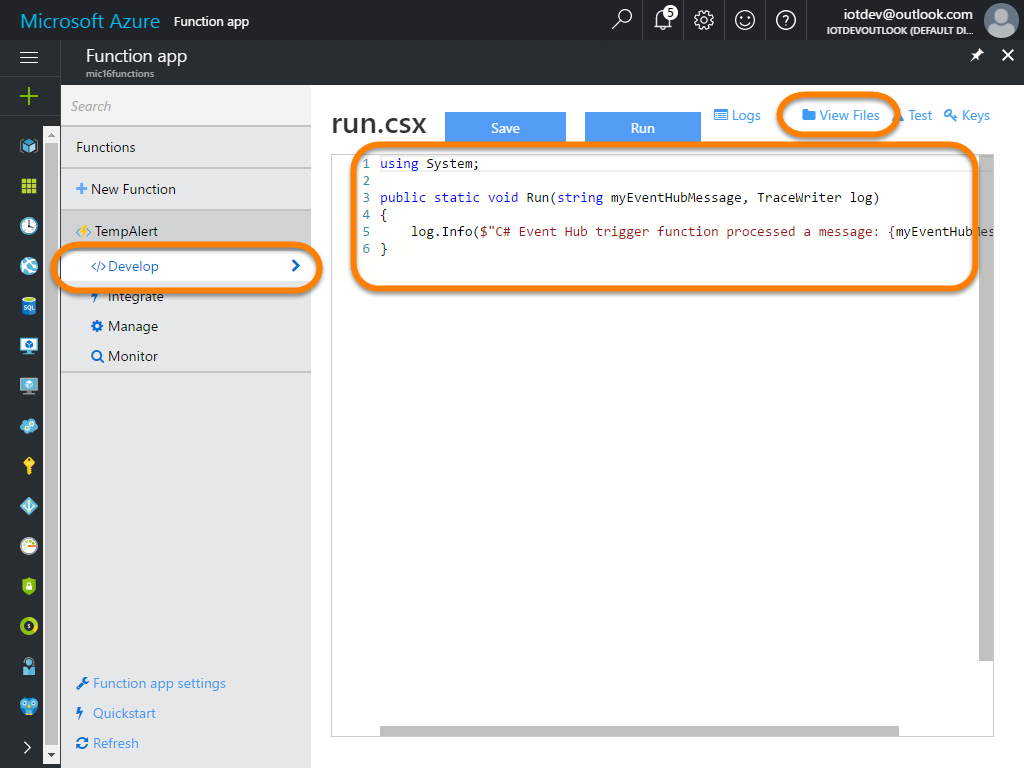 Microsoft Azure Function app
5
iotdev@outlook.com
IOTDEVOUTLOOK (DEFAULT DI...
Function app
mic16functions
Search
Functions
New Function
TempAlert
Develop
Integrate
Manage
Monitor
Function app settings
Quickstart
Refresh
run.csx
Save
Run
Logs
View Files
Test
Keys
1 using System;
2
3 public static void Run(string myEventHubMessage, TraceWriter log)
4 {
5 log.Info($"C# Event Hub trigger function processed a message: {myEventHubMes
6 }
SQL